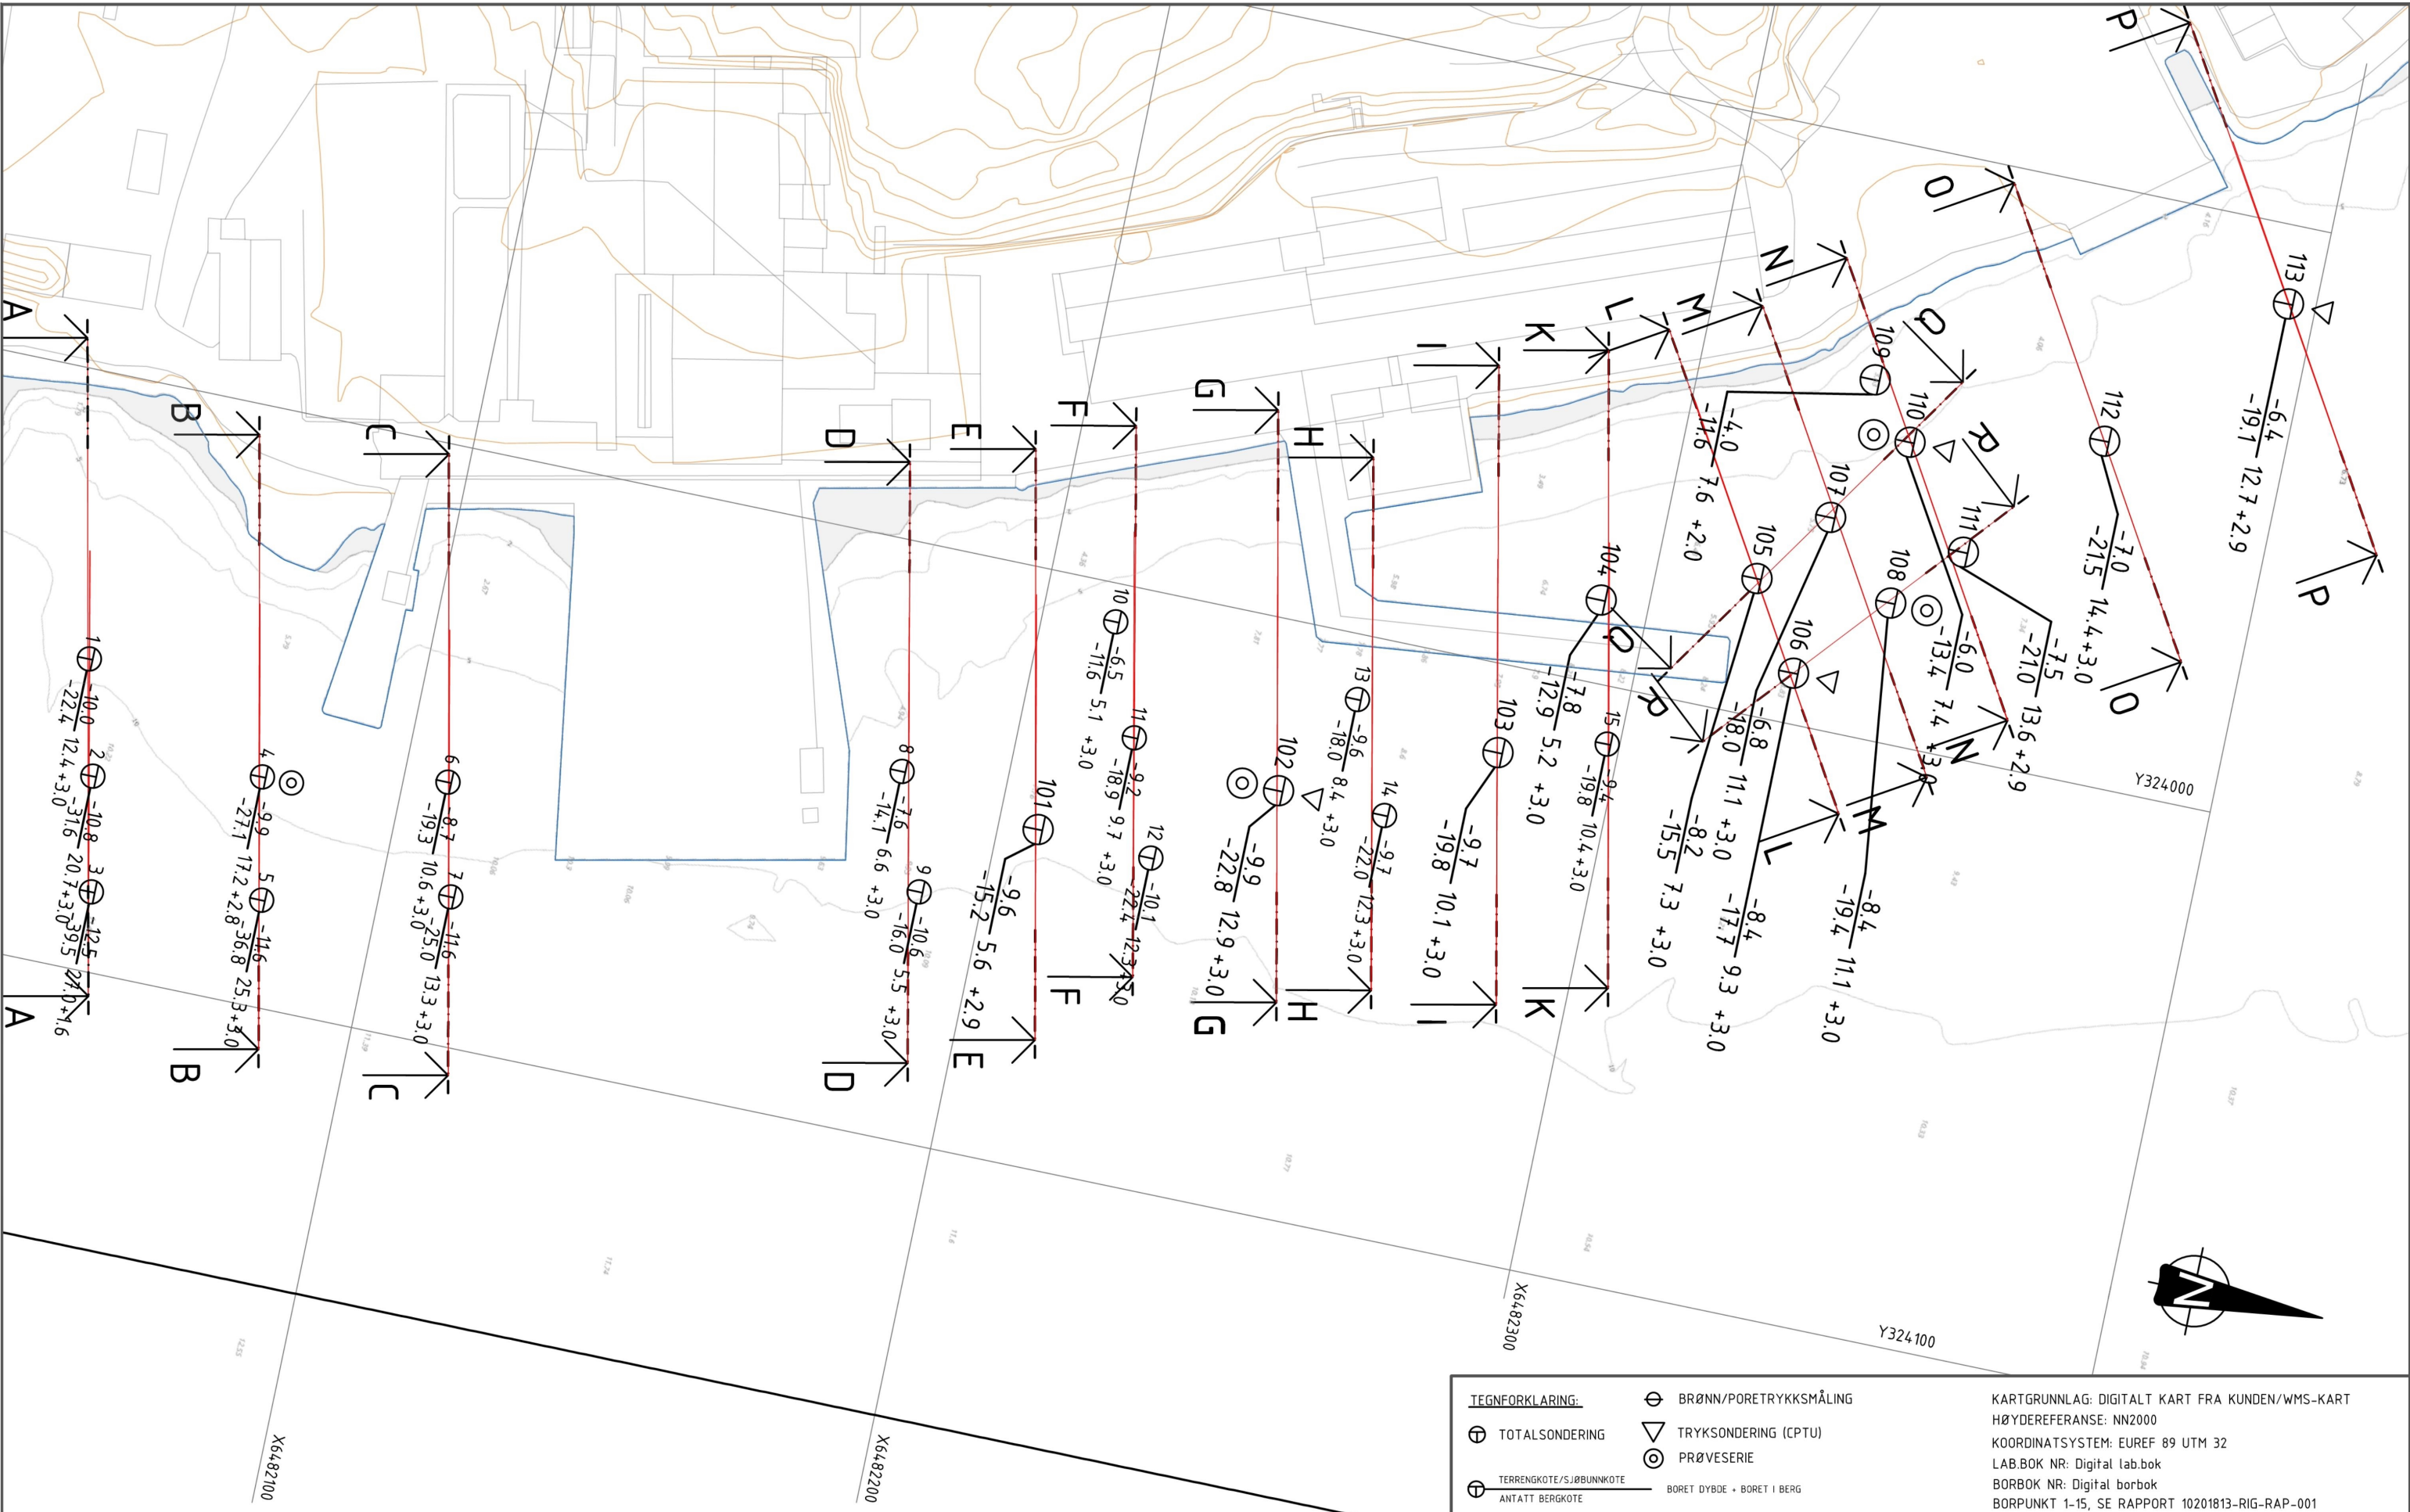 P
113
-6.4
-19.1 12.7 +2.9
P
O
112
-7.0
-21.5 14.4 +3.0
O
N
109
-4.0
-11.6 7.6 +2.0
Q
110
-6.0
-13.4 7.4 +3.0
N
R
111
-7.5
-21.0 13.6 +2.9
M
107
-6.8
-18.0 11.1 +3.0
M
108
-8.4
-19.4 11.1 +3.0
L
105
-8.2
-15.5 7.3 +3.0
106
-8.4
-17.7 9.3 +3.0
L
Q
R
K
104
-7.8
-12.9 5.2 +3.0
15
-9.4
-19.8 10.4 +3.0
K
I
103
-9.7
-19.8 10.1 +3.0
I
H
13
-9.6
-18.0 8.4 +3.0
14
-9.7
-22.0 12.3 +3.0
H
G
102
-9.9
-22.8 12.9 +3.0
G
F
10
-6.5
-11.6 5.1 +3.0
11
-9.2
-18.9 9.7 +3.0
12
-10.1
-22.4 12.3 +3.0
F
E
101
-9.6
-15.2 5.6 +2.9
E
D
8
-7.6
-14.1 6.6 +3.0
9
-10.6
-16.0 5.5 +3.0
D
C
6
-8.7
-19.3 10.6 +3.0
7
-11.6
-25.0 13.3 +3.0
C
B
4
-9.9
-27.1 17.2 +2.8
5
-11.6
-36.8 25.3 +3.0
B
A
1
-10.0
-22.4 12.4 +3.0
2
-10.8
-31.6 20.7 +3.0
3
-12.5
-39.5 27.0 +1.6
A
Y324000
Y324100
X6482100
X6482200
X6482300
N
TEGNFORKLARING:
TOTALSONDERING
BRØNN/PORETRYKKSMÅLING
TRYKSONDERING (CPTU)
PRØVESERIE
TERRENGKOTE/SJØBUNNKOTE
ANTATT BERGKOTE
BORET DYBDE + BORET I BERG
KARTGRUNNLAG: DIGITALT KART FRA KUNDEN/WMS-KART
HØYDEREFERANSE: NN2000
KOORDINATSYSTEM: EUREF 89 UTM 32
LAB.BOK NR: Digital lab.bok
BORBOK NR: Digital borbok
BORPUNKT 1-15, SE RAPPORT 10201813-RIG-RAP-001